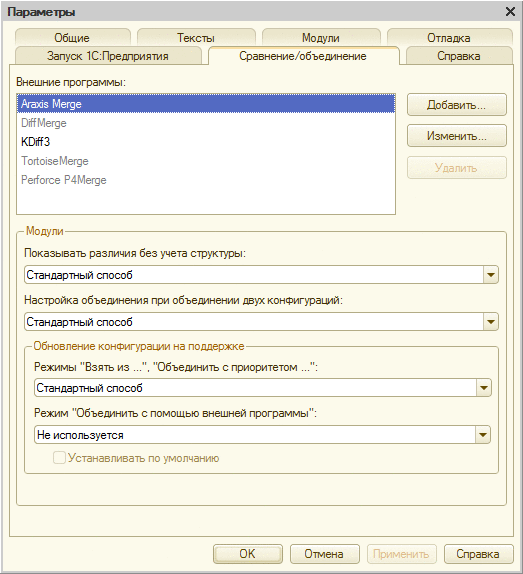 Параметры
Общие
Тексты
Модули
Отладка
Запуск 1С:Предприятия
Сравнение/объединение
Справка
Внешние программы:
Araxis Merge
DiffMerge
KDiff3
TortoiseMerge
Perforce P4Merge
Добавить...
Изменить...
Удалить
Модули
Показывать различия без учета структуры:
Стандартный способ
Настройка объединения при объединении двух конфигураций:
Стандартный способ
Обновление конфигурации на поддержке
Режимы "Взять из ...", "Объединить с приоритетом ...":
Стандартный способ
Режим "Объединить с помощью внешней программы":
Не используется
Устанавливать по умолчанию
OK
Отмена
Применить
Справка